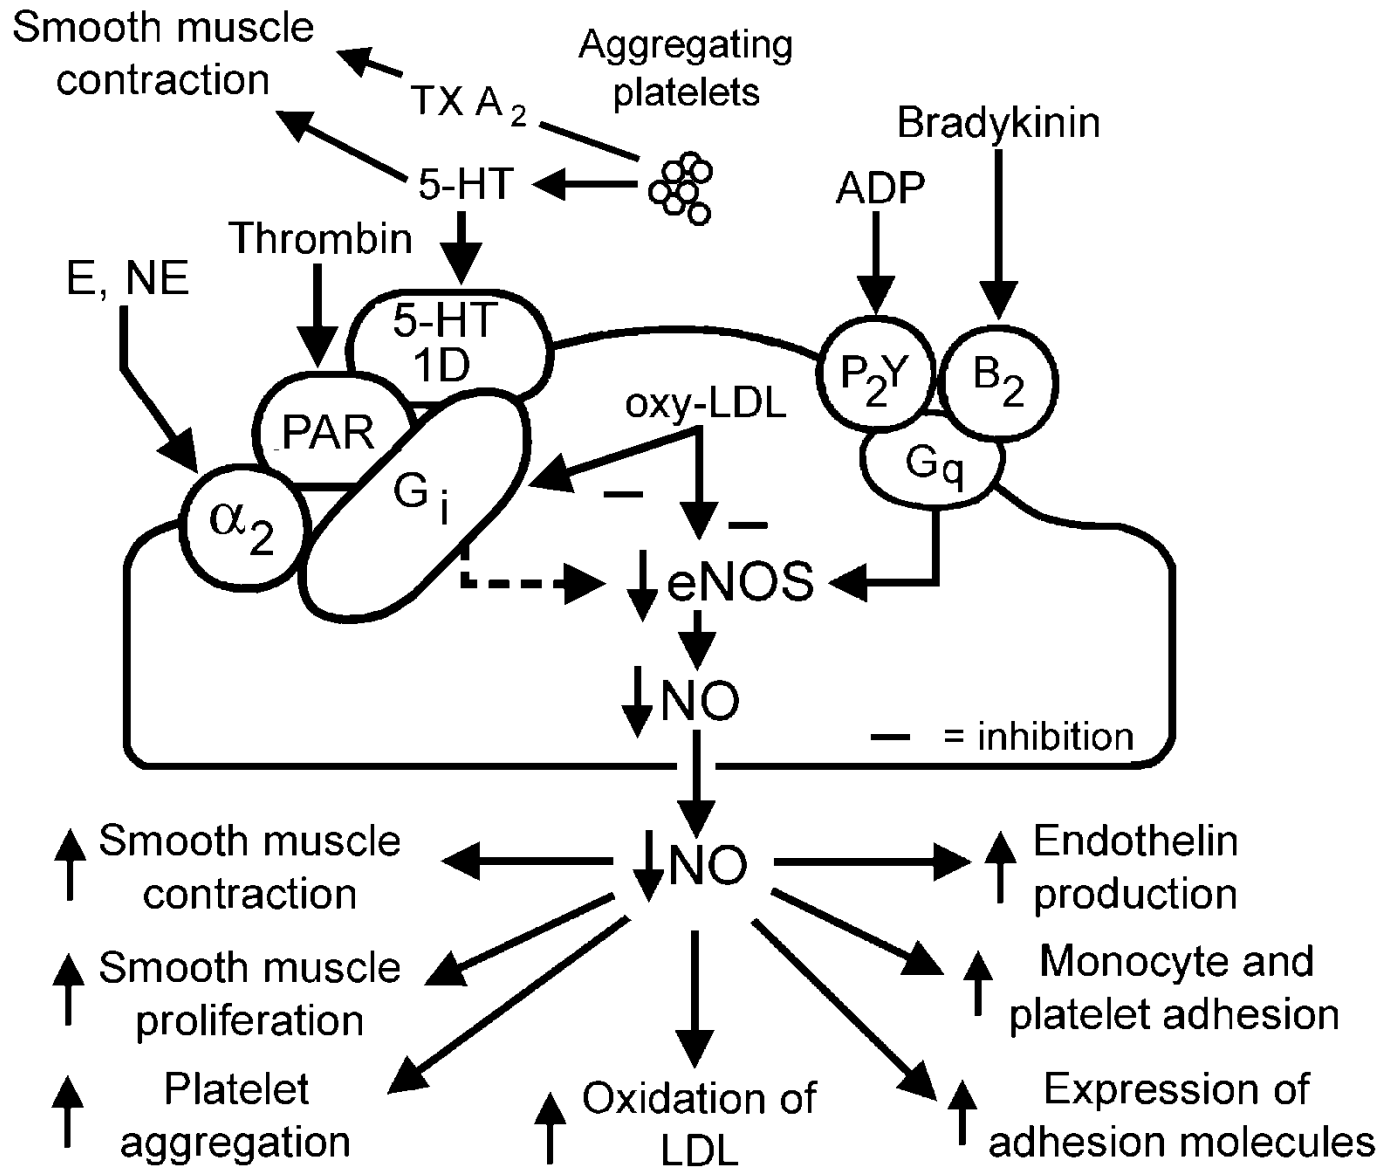 Smooth muscle
contraction
TX A2
Aggregating
platelets
5-HT
Bradykinin
ADP
Thrombin
E, NE
5-HT
1D
PAR
α2
Gi
oxy-LDL
P2Y
B2
Gq
eNOS
NO
= inhibition
NO
Smooth muscle
contraction
Endothelin
production
Smooth muscle
proliferation
Monocyte and
platelet adhesion
Platelet
aggregation
Oxidation of
LDL
Expression of
adhesion molecules